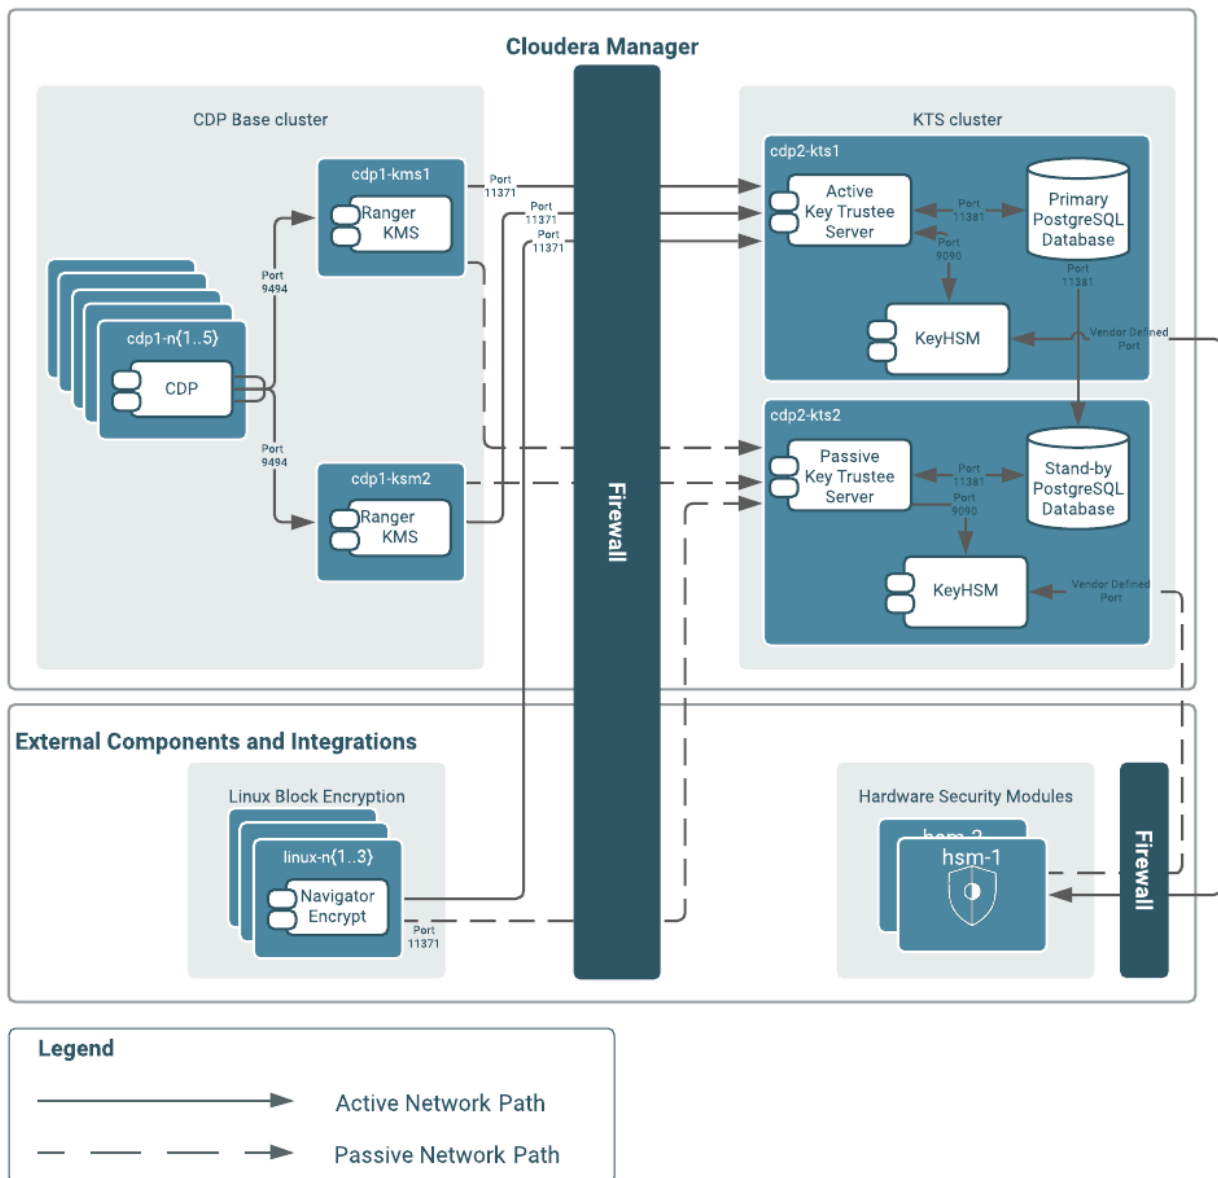 Cloudera Manager
CDP Base cluster
KTS cluster
cdp1-kms1
Ranger
KMS
Port
11371
Port
11371
Port
11371
cdp2-kts1
Active
Key Trustee
Server
Port
11381
Primary
PostgreSQL
Database
Port
9090
Port
11381
Port
9494
cdp1-n{1..5}
CDP
KeyHSM
Vendor Defined
Port
Port
9494
cdp1-ksm2
Ranger
KMS
Firewall
cdp2-kts2
Passive
Key Trustee
Server
Port
11381
Port
9090
Stand-by
PostgreSQL
Database
KeyHSM
Vendor Defined
Port
External Components and Integrations
Linux Block Encryption
linux-n{1..3}
Navigator
Encrypt
Port
11371
Hardware Security Modules
hsm-2
hsm-1
Firewall
Legend
Active Network Path
Passive Network Path